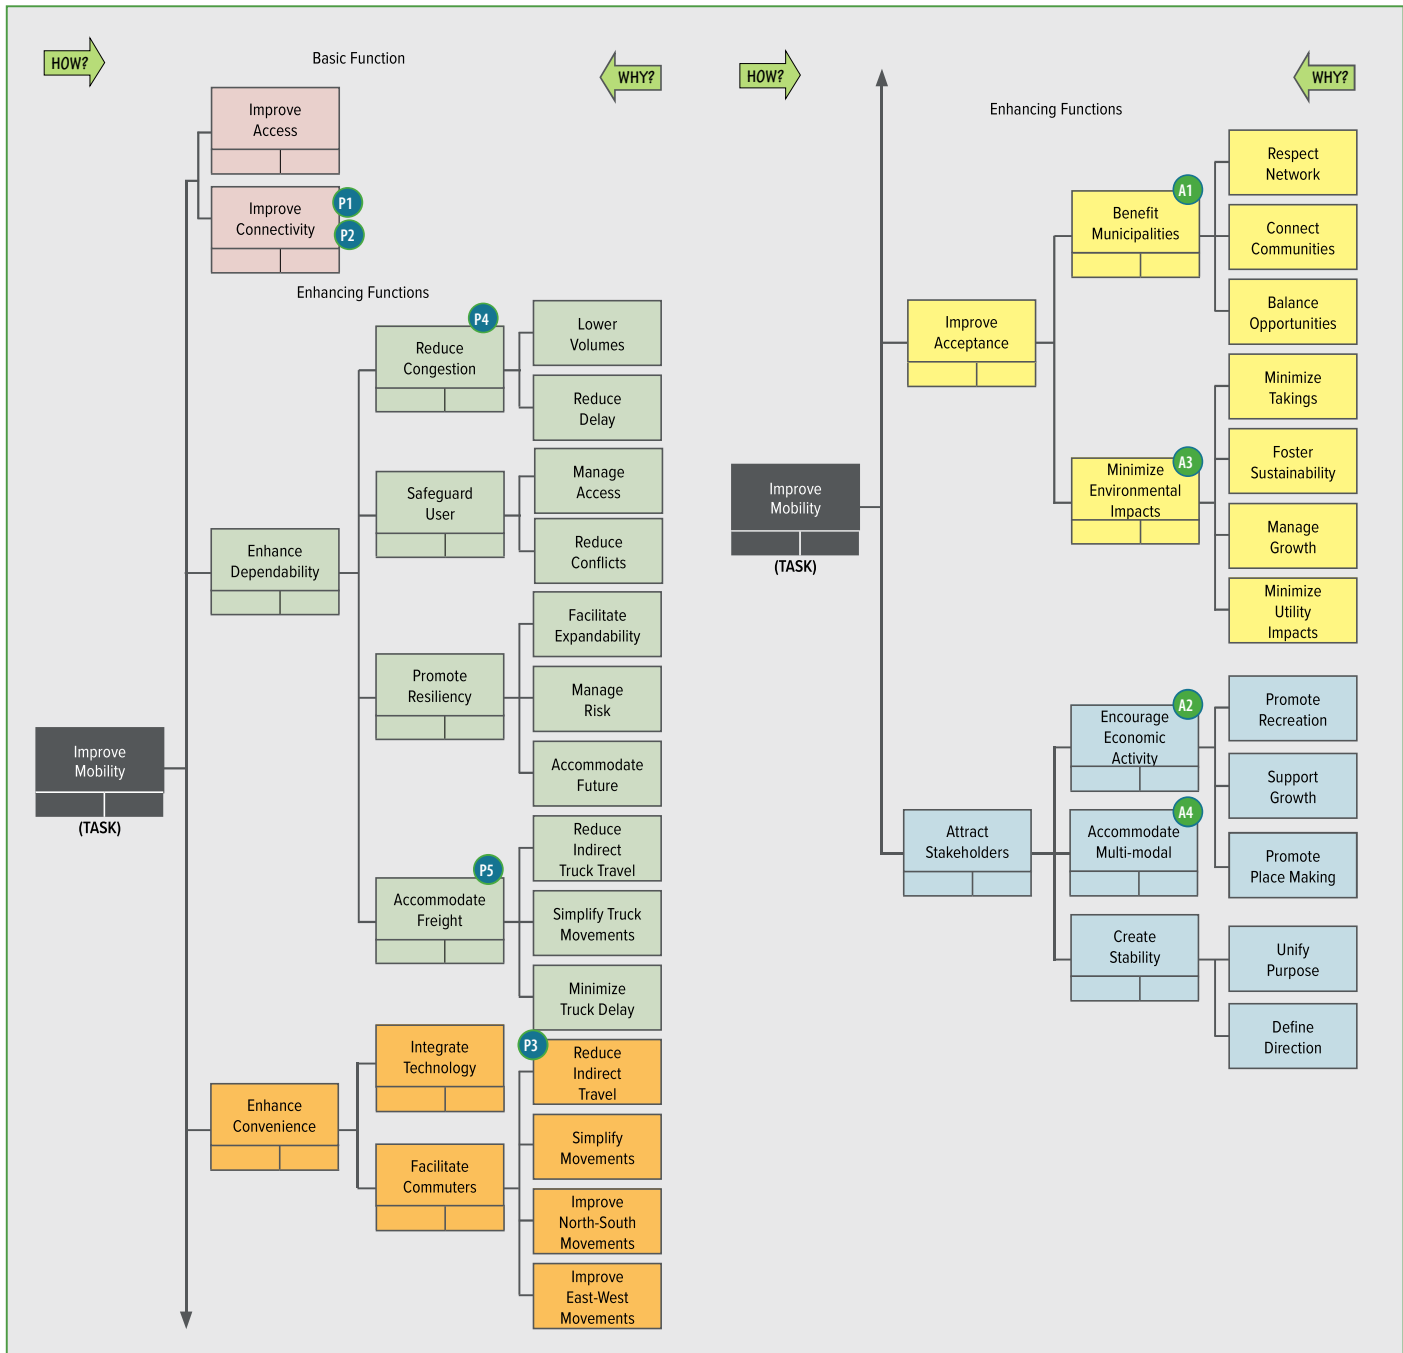 HOW?
Basic Function
WHY?
Improve
Access
Improve
Connectivity
P1
P2
Enhancing Functions
P4
Reduce
Congestion
Lower
Volumes
Reduce
Delay
Safeguard
User
Manage
Access
Reduce
Conflicts
Enhance
Dependability
Promote
Resiliency
Facilitate
Expandability
Manage
Risk
Accommodate
Future
Improve
Mobility
(TASK)
P5
Accommodate
Freight
Reduce
Indirect
Truck Travel
Simplify Truck
Movements
Minimize
Truck Delay
Enhance
Convenience
Integrate
Technology
Facilitate
Commuters
P3
Reduce
Indirect
Travel
Simplify
Movements
Improve
North-South
Movements
Improve
East-West
Movements
HOW?
Enhancing Functions
WHY?
Improve
Mobility
(TASK)
Improve
Acceptance
A1
Benefit
Municipalities
Respect
Network
Connect
Communities
Balance
Opportunities
A3
Minimize
Environmental
Impacts
Minimize
Takings
Foster
Sustainability
Manage
Growth
Minimize
Utility
Impacts
Attract
Stakeholders
A2
Encourage
Economic
Activity
Promote
Recreation
Support
Growth
Promote
Place Making
A4
Accommodate
Multi-modal
Create
Stability
Unify
Purpose
Define
Direction